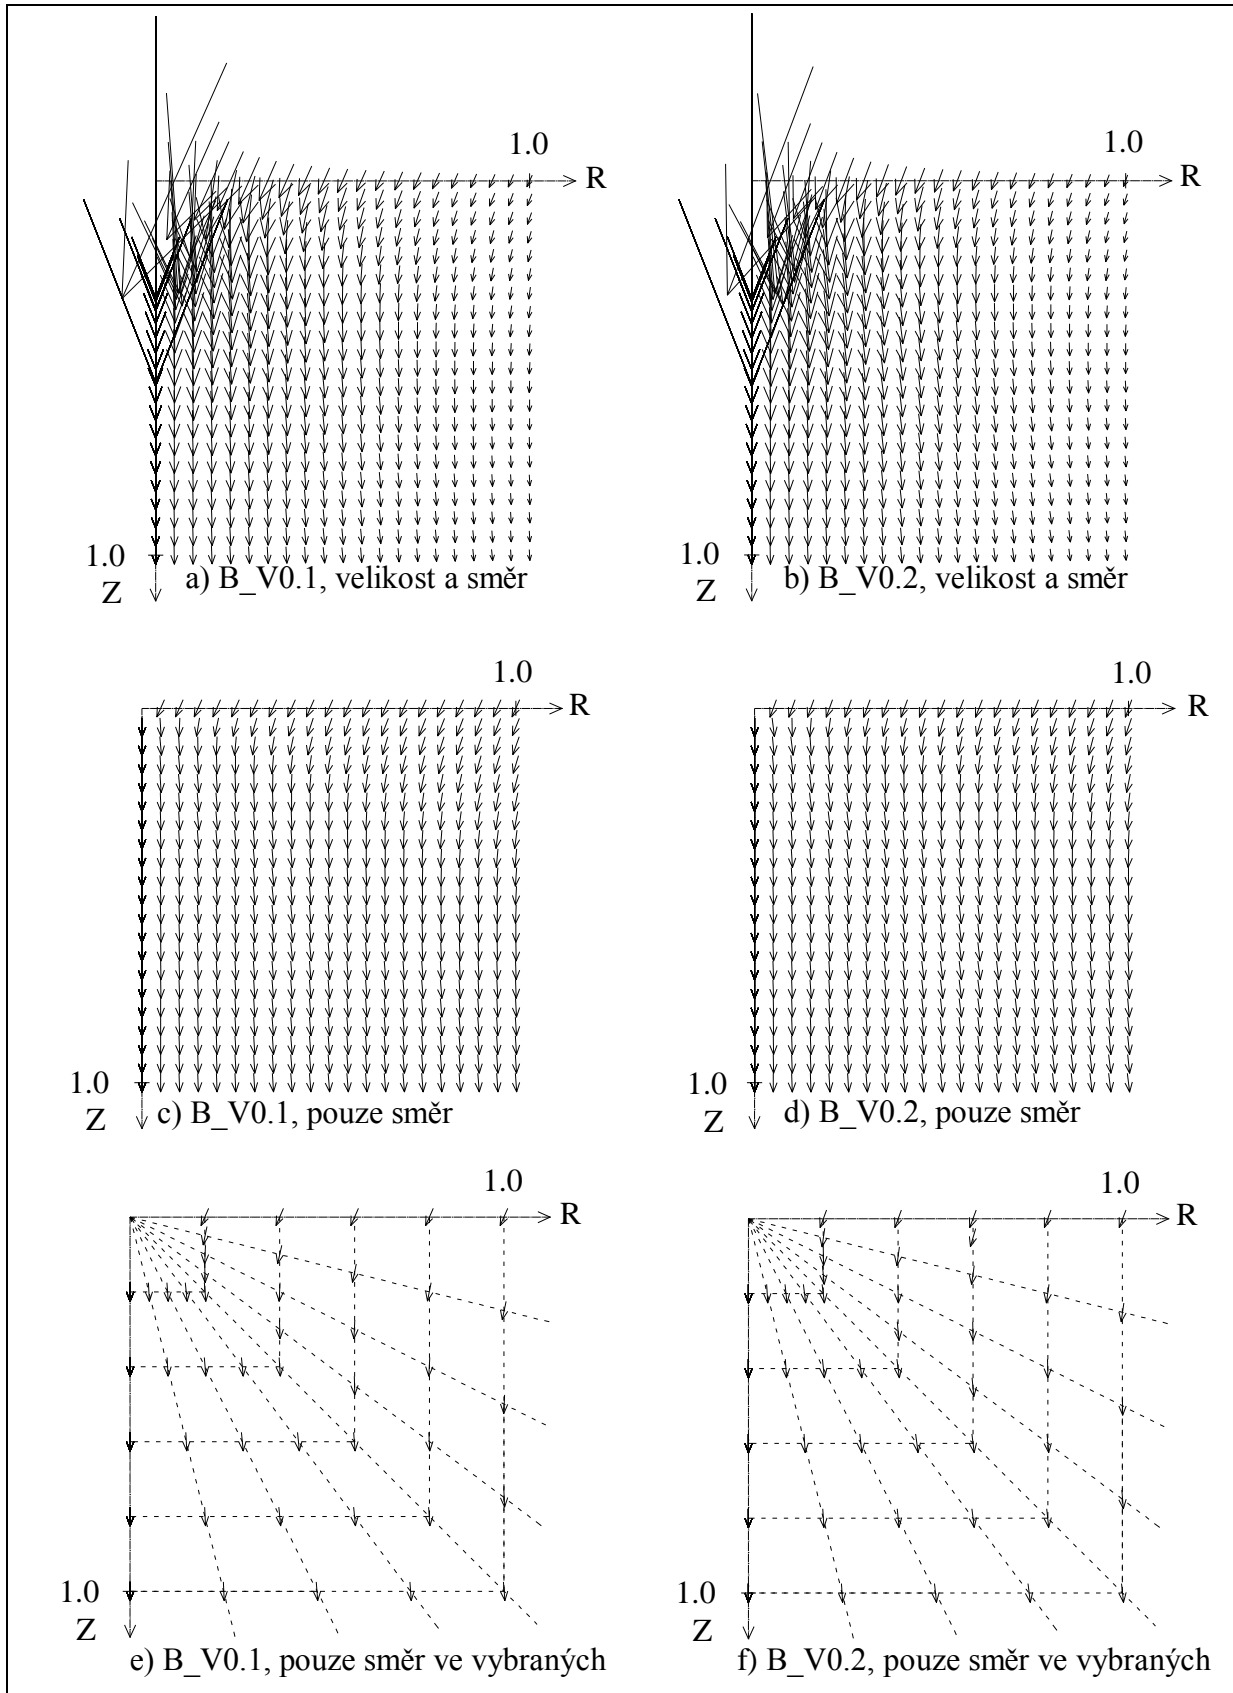 1.0
1.0
R
R
1.0
1.0
Z
Z
a) B_V0.1, velikost a směr
b) B_V0.2, velikost a směr
1.0
1.0
R
R
1.0
1.0
Z
Z
c) B_V0.1, pouze směr
d) B_V0.2, pouze směr
1.0
1.0
R
R
1.0
1.0
Z
Z
e) B_V0.1, pouze směr ve vybraných
f) B_V0.2, pouze směr ve vybraných